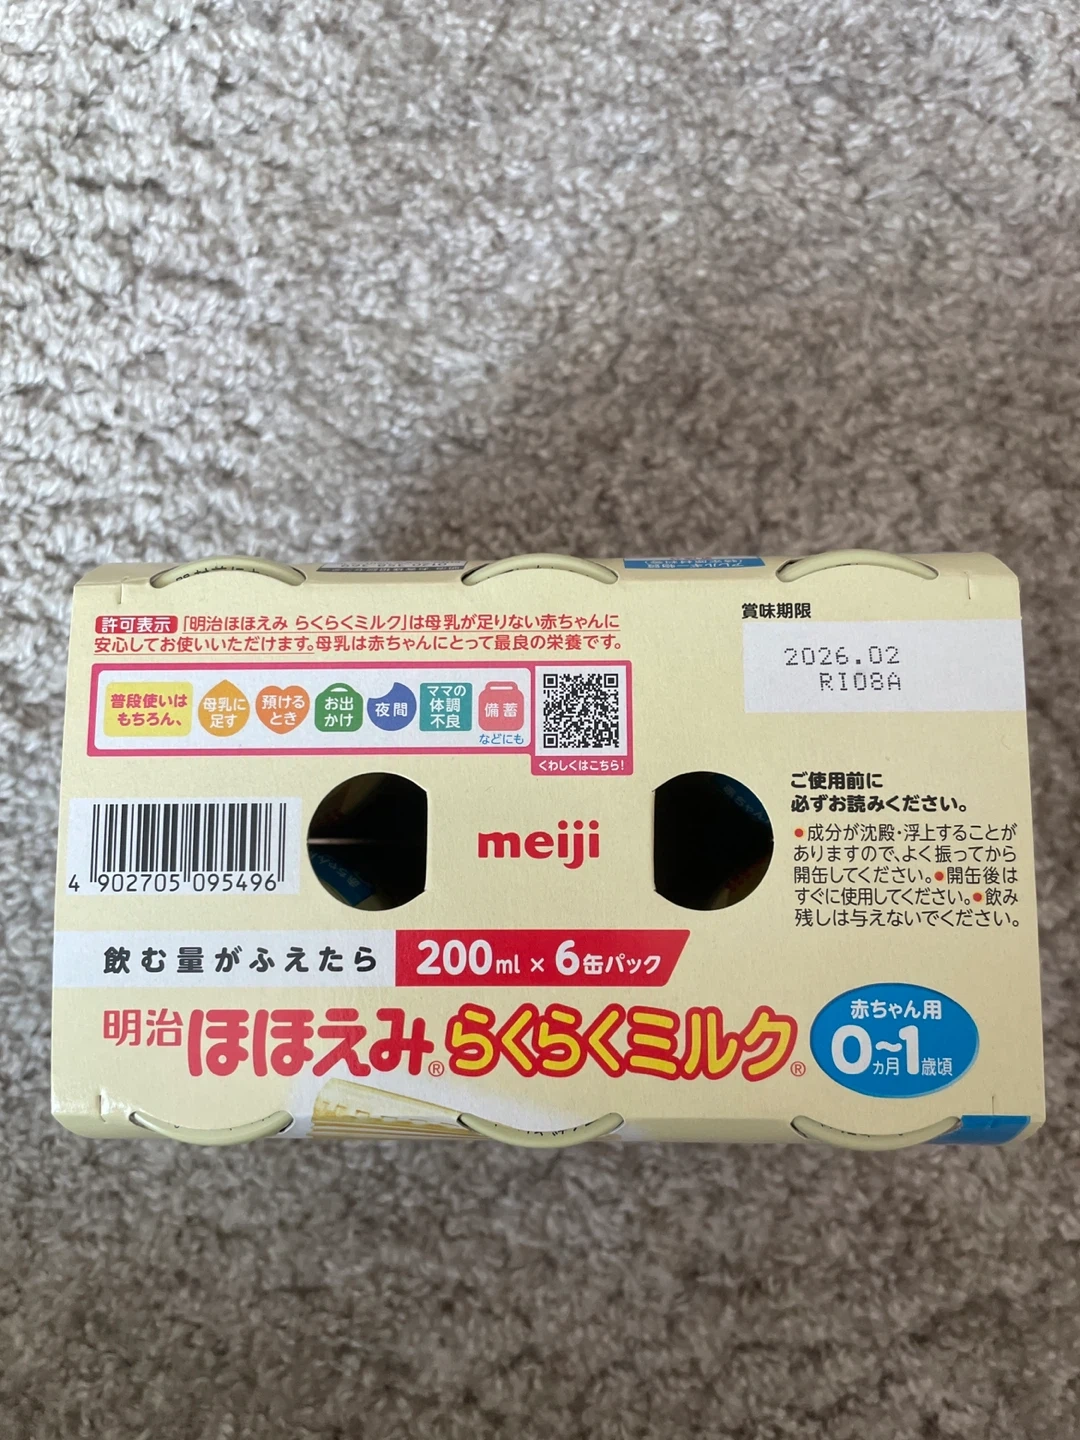 アレルギー物質
許可表示 「明治ほほえみ らくらくミルク」は母乳が足りない赤ちゃんに
安心してお使いいただけます。母乳は赤ちゃんにとって最良の栄養です。
普段使いは
もちろん、
母乳に
足す
預ける
とき
お出
かけ
夜間
ママの
体調
不良
備蓄
などにも
くわしくはこちら!
賞味期限
2026.02
RI08A
4 902705 095496
meiji
ご使用前に
必ずお読みください。
●成分が沈殿・浮上することが
ありますので、よく振ってから
開缶してください。●開缶後は
すぐに使用してください。●飲み
残しは与えないでください。
飲む量がふえたら 200ml × 6缶パック
明治ほほえみ® らくらくミルク®
赤ちゃん用
0ヵ月~1歳頃